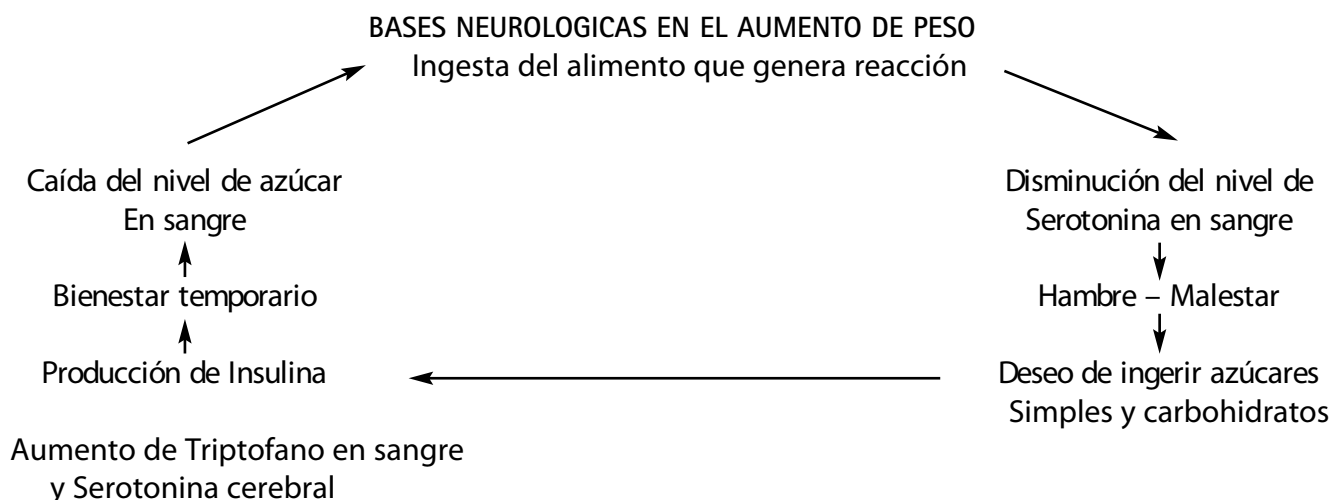 BASES NEUROLOGICAS EN EL AUMENTO DE PESO
Ingesta del alimento que genera reacción
Disminución del nivel de
Serotonina en sangre
Hambre – Malestar
Deseo de ingerir azúcares
Simples y carbohidratos
Caída del nivel de azúcar
En sangre
Bienestar temporario
Producción de Insulina
Aumento de Triptofano en sangre
y Serotonina cerebral